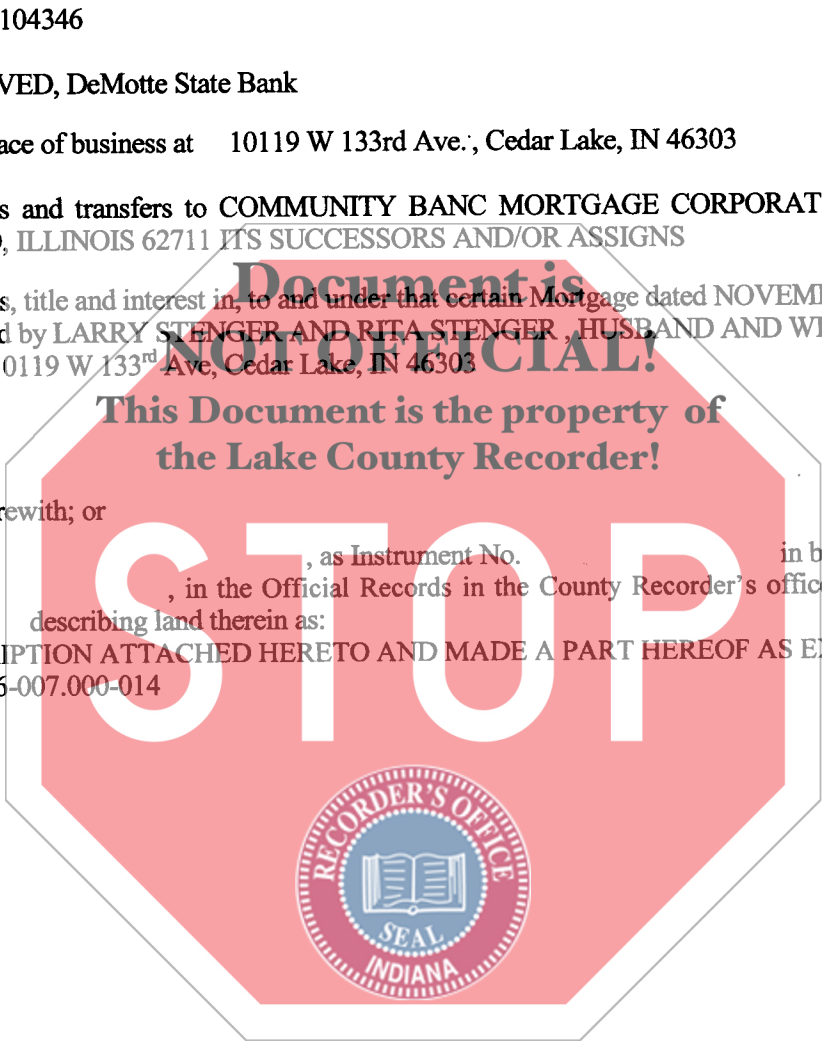 104346
VED, DeMotte State Bank
ace of business at 10119 W 133rd Ave., Cedar Lake, IN 46303
s and transfers to COMMUNITY BANC MORTGAGE CORPORAT
, ILLINOIS 62711 ITS SUCCESSORS AND/OR ASSIGNS
Document is
s, title and interest in, to and under that certain Mortgage dated NOVEM
d by LARRY STENGER AND RITA STENGER , HUSBAND AND W
NOT OFFICIAL!
0119 W 133rd Ave, Cedar Lake, IN 46303
This Document is the property of
the Lake County Recorder!
rewith; or
, as Instrument No. in b
, in the Official Records in the County Recorder's offic
describing land therein as:
IPTION ATTACHED HERETO AND MADE A PART HEREOF AS E
-007.000-014
STOP
RECORDER'S OFFICE
SEAL
INDIANA